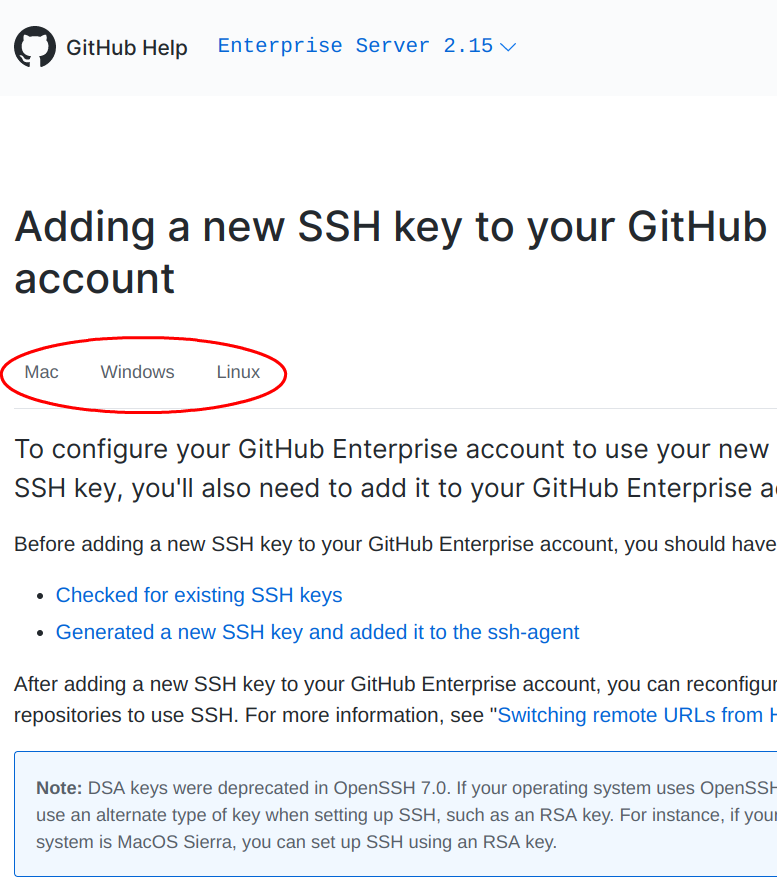 GitHub Help Enterprise Server 2.15
Adding a new SSH key to your GitHub
account
Mac Windows Linux
To configure your GitHub Enterprise account to use your new
SSH key, you'll also need to add it to your GitHub Enterprise
Before adding a new SSH key to your GitHub Enterprise account, you should have
Checked for existing SSH keys
Generated a new SSH key and added it to the ssh-agent
After adding a new SSH key to your GitHub Enterprise account, you can
repositories to use SSH. For more information, see "Switching remote URLs from
Note: DSA keys were deprecated in OpenSSH 7.0. If your operating system uses OpenSSH
use an alternate type of key when setting up SSH, such as an RSA key. For instance, if your
system is MacOS Sierra, you can set up SSH using an RSA key.